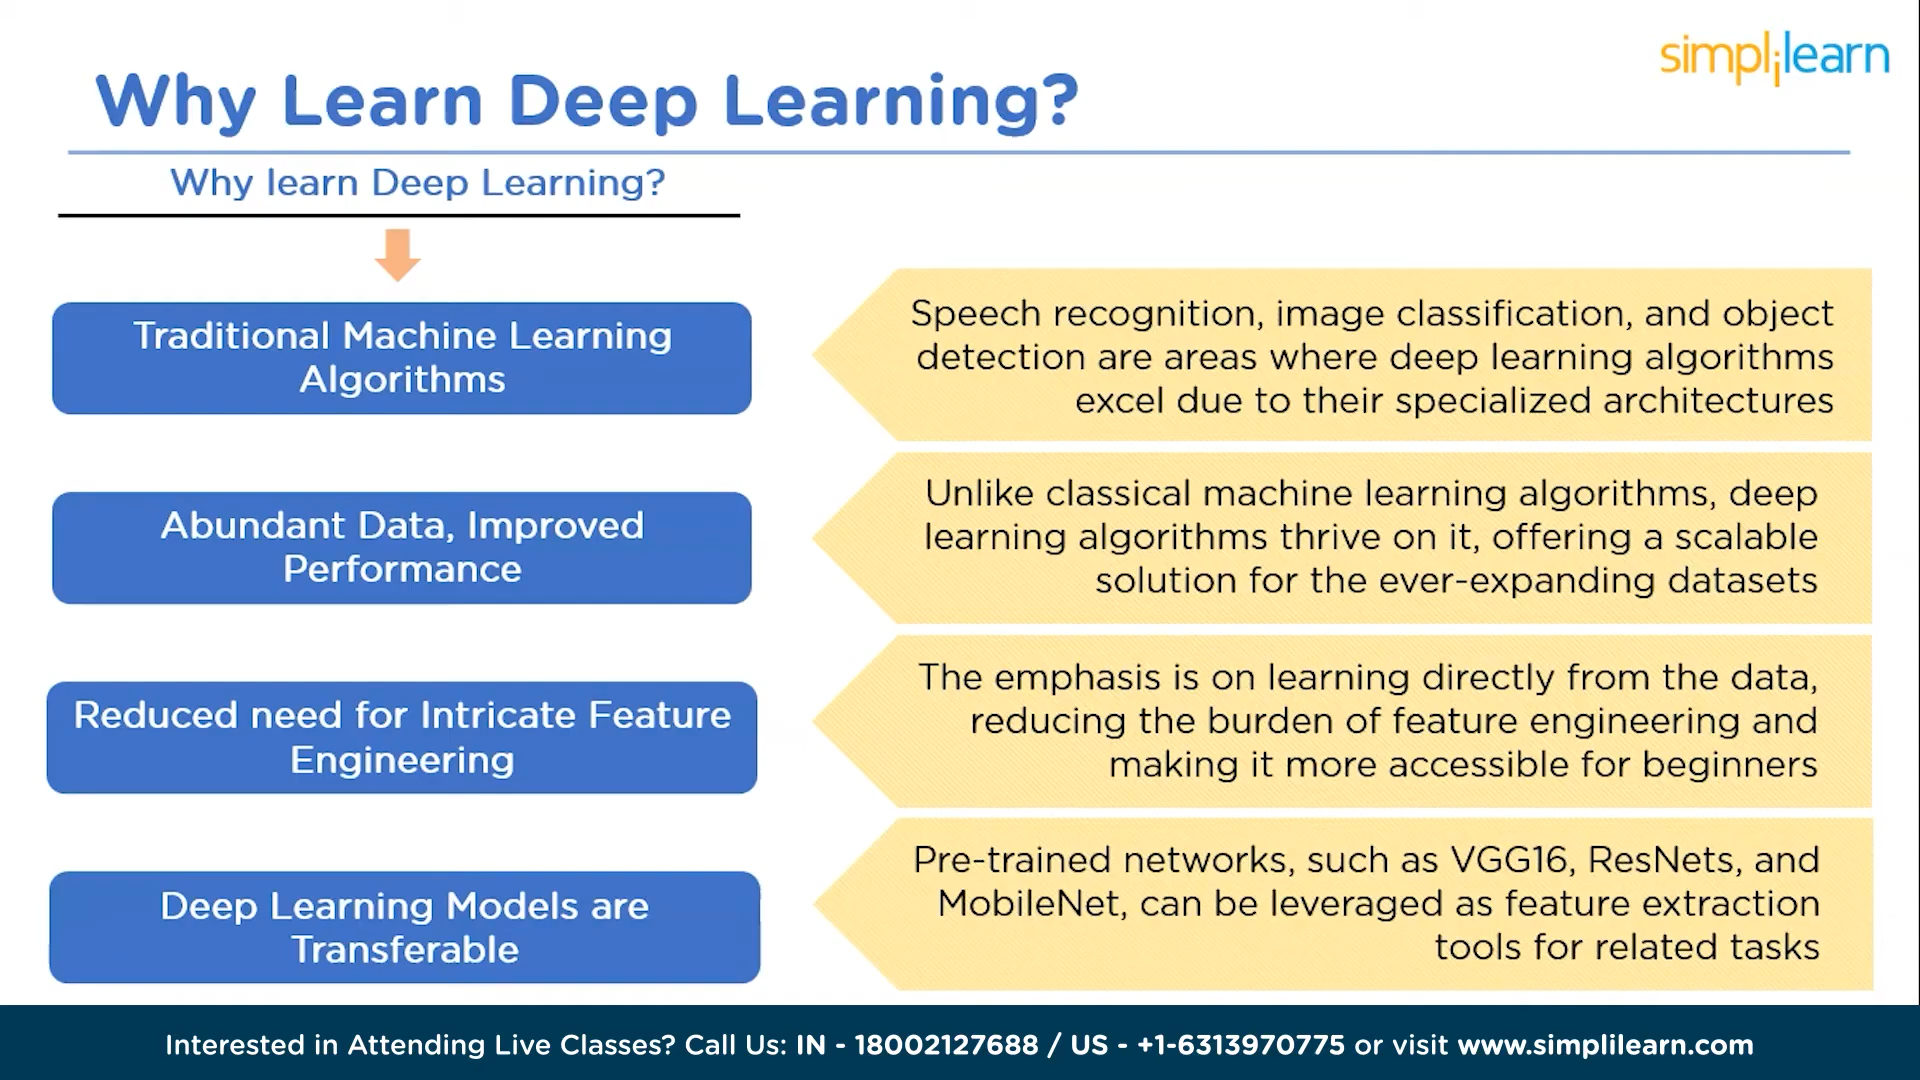 simplilearn
Why Learn Deep Learning?
Why learn Deep Learning?
Traditional Machine Learning
Algorithms
Speech recognition, image classification, and object
detection are areas where deep learning algorithms
excel due to their specialized architectures
Abundant Data, Improved
Performance
Unlike classical machine learning algorithms, deep
learning algorithms thrive on it, offering a scalable
solution for the ever-expanding datasets
Reduced need for Intricate Feature
Engineering
The emphasis is on learning directly from the data,
reducing the burden of feature engineering and
making it more accessible for beginners
Deep Learning Models are
Transferable
Pre-trained networks, such as VGG16, ResNets, and
MobileNet, can be leveraged as feature extraction
tools for related tasks
Interested in Attending Live Classes? Call Us: IN - 18002127688 / US - +1-6313970775 or visit www.simplilearn.com